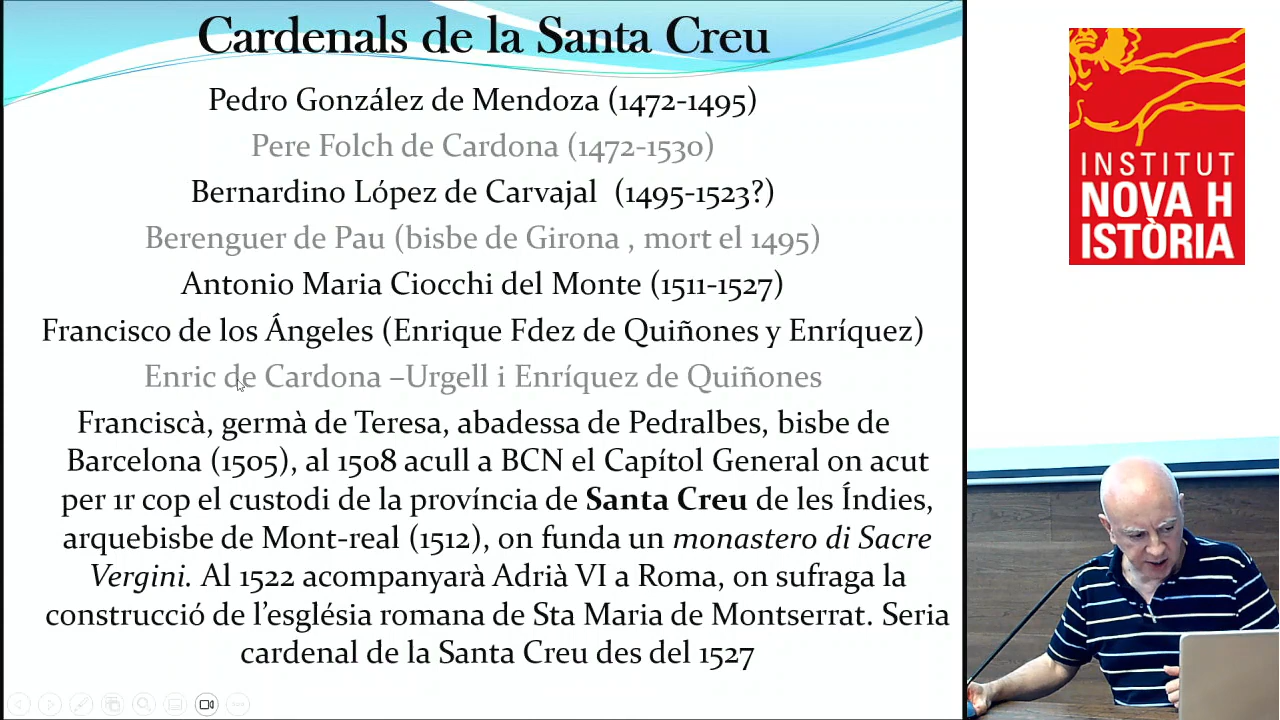 Cardenals de la Santa Creu
Pedro González de Mendoza (1472-1495)
Pere Folch de Cardona (1472-1530)
Bernardino López de Carvajal (1495-1523?)
Berenguer de Pau (bisbe de Girona , mort el 1495)
Antonio Maria Ciocchi del Monte (1511-1527)
Francisco de los Ángeles (Enrique Fdez de Quiñones y Enríquez)
Enric de Cardona –Urgell i Enríquez de Quiñones
Franciscà, germà de Teresa, abadessa de Pedralbes, bisbe de
Barcelona (1505), al 1508 acull a BCN el Capítol General on acut
per 1r cop el custodi de la província de Santa Creu de les Índies,
arquebisbe de Mont-real (1512), on funda un monastero di Sacre
Vergini. Al 1522 acompanyarà Adrià VI a Roma, on sufraga la
construcció de l'església romana de Sta Maria de Montserrat. Seria
cardenal de la Santa Creu des del 1527
INSTITUT
NOVA H
ISTÒRIA